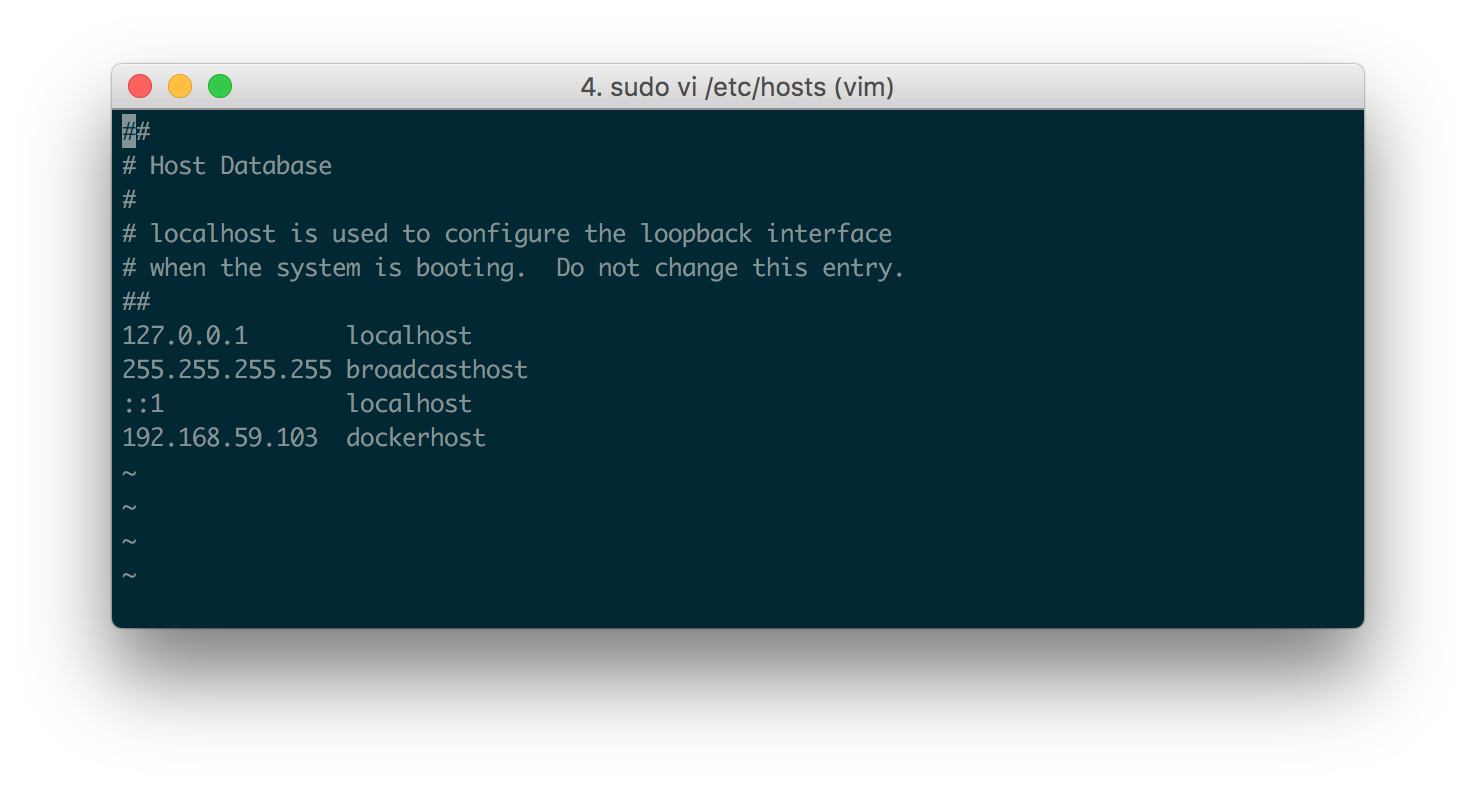 4. sudo vi /etc/hosts (vim)
##
# Host Database
#
# localhost is used to configure the loopback interface
# when the system is booting.  Do not change this entry.
##
127.0.0.1       localhost
255.255.255.255 broadcasthost
::1             localhost
192.168.59.103  dockerhost
~
~
~
~